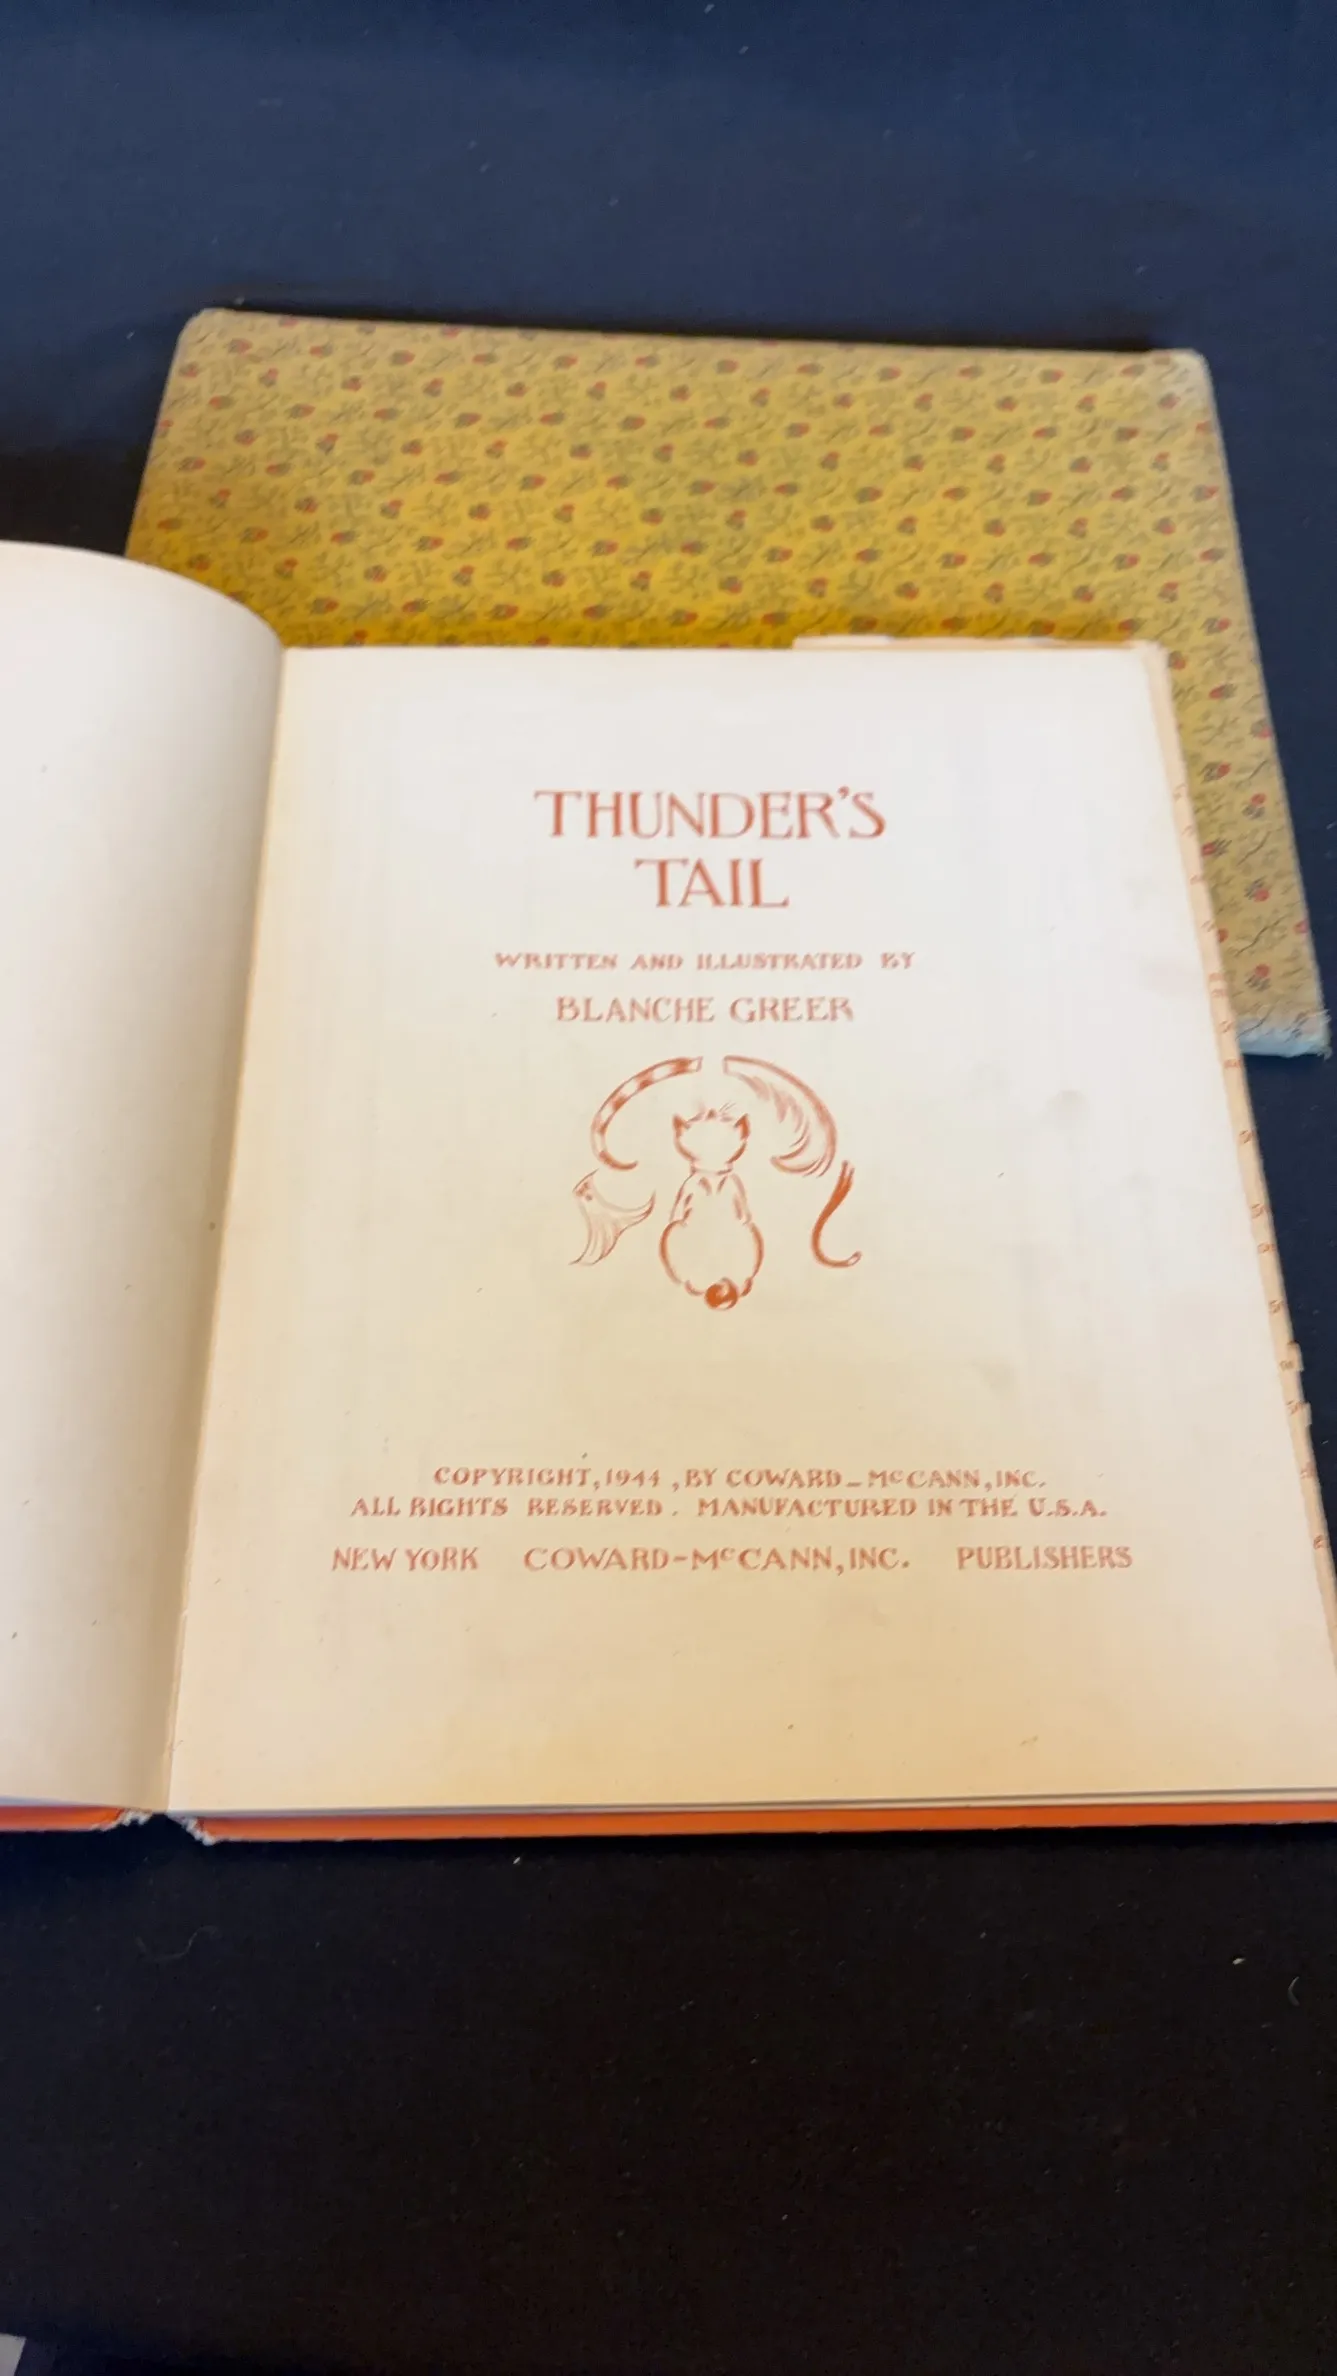 THUNDER'S
TAIL
WRITTEN AND ILLUSTRATED BY
BLANCHE GREER
COPYRIGHT, 1944, BY COWARD-McCANN, INC.
ALL RIGHTS RESERVED. MANUFACTURED IN THE U.S.A.
NEW YORK COWARD-McCANN, INC. PUBLISHERS